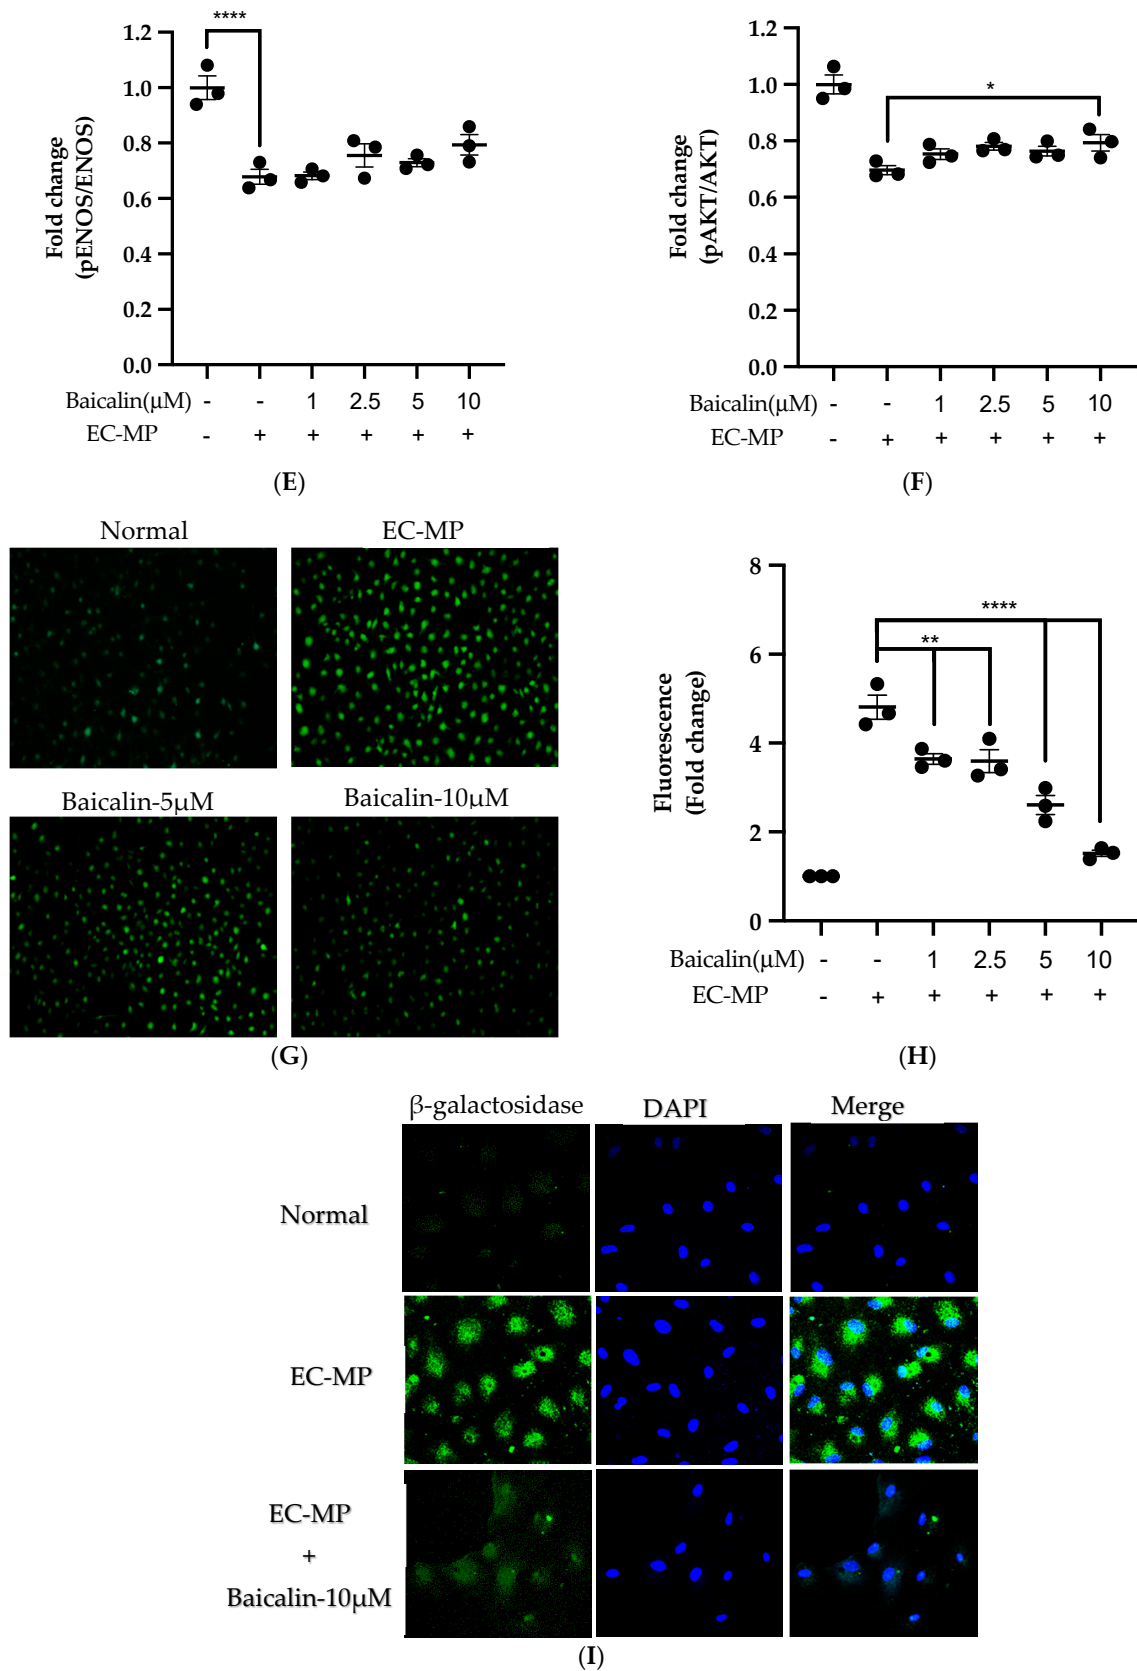 ****
1.2
1.0
0.8
0.6
0.4
0.2
0.0
Fold change
(pENOS/ENOS)
Baicalin(μM) - - 1 2.5 5 10
EC-MP - + + + + +
(E)
*
1.2
1.0
0.8
0.6
0.4
0.2
0.0
Fold change
(pAKT/AKT)
Baicalin(μM) - - 1 2.5 5 10
EC-MP - + + + + +
(F)
Normal EC-MP
Baicalin-5μM Baicalin-10μM
(G)
****
**
8
6
4
2
0
Fluorescence
(Fold change)
Baicalin(μM) - - 1 2.5 5 10
EC-MP - + + + + +
(H)
β-galactosidase DAPI Merge
Normal
EC-MP
EC-MP
+
Baicalin-10μM
(I)